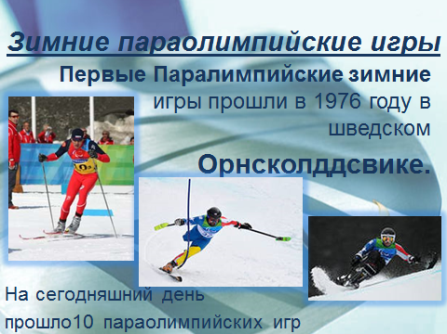 Зимние параолимпийские игры
Первые Паралимпийские зимние
игры прошли в 1976 году в
шведском
Орнсколддсвике.
На сегодняшний день
прошло10 параолимпийских игр